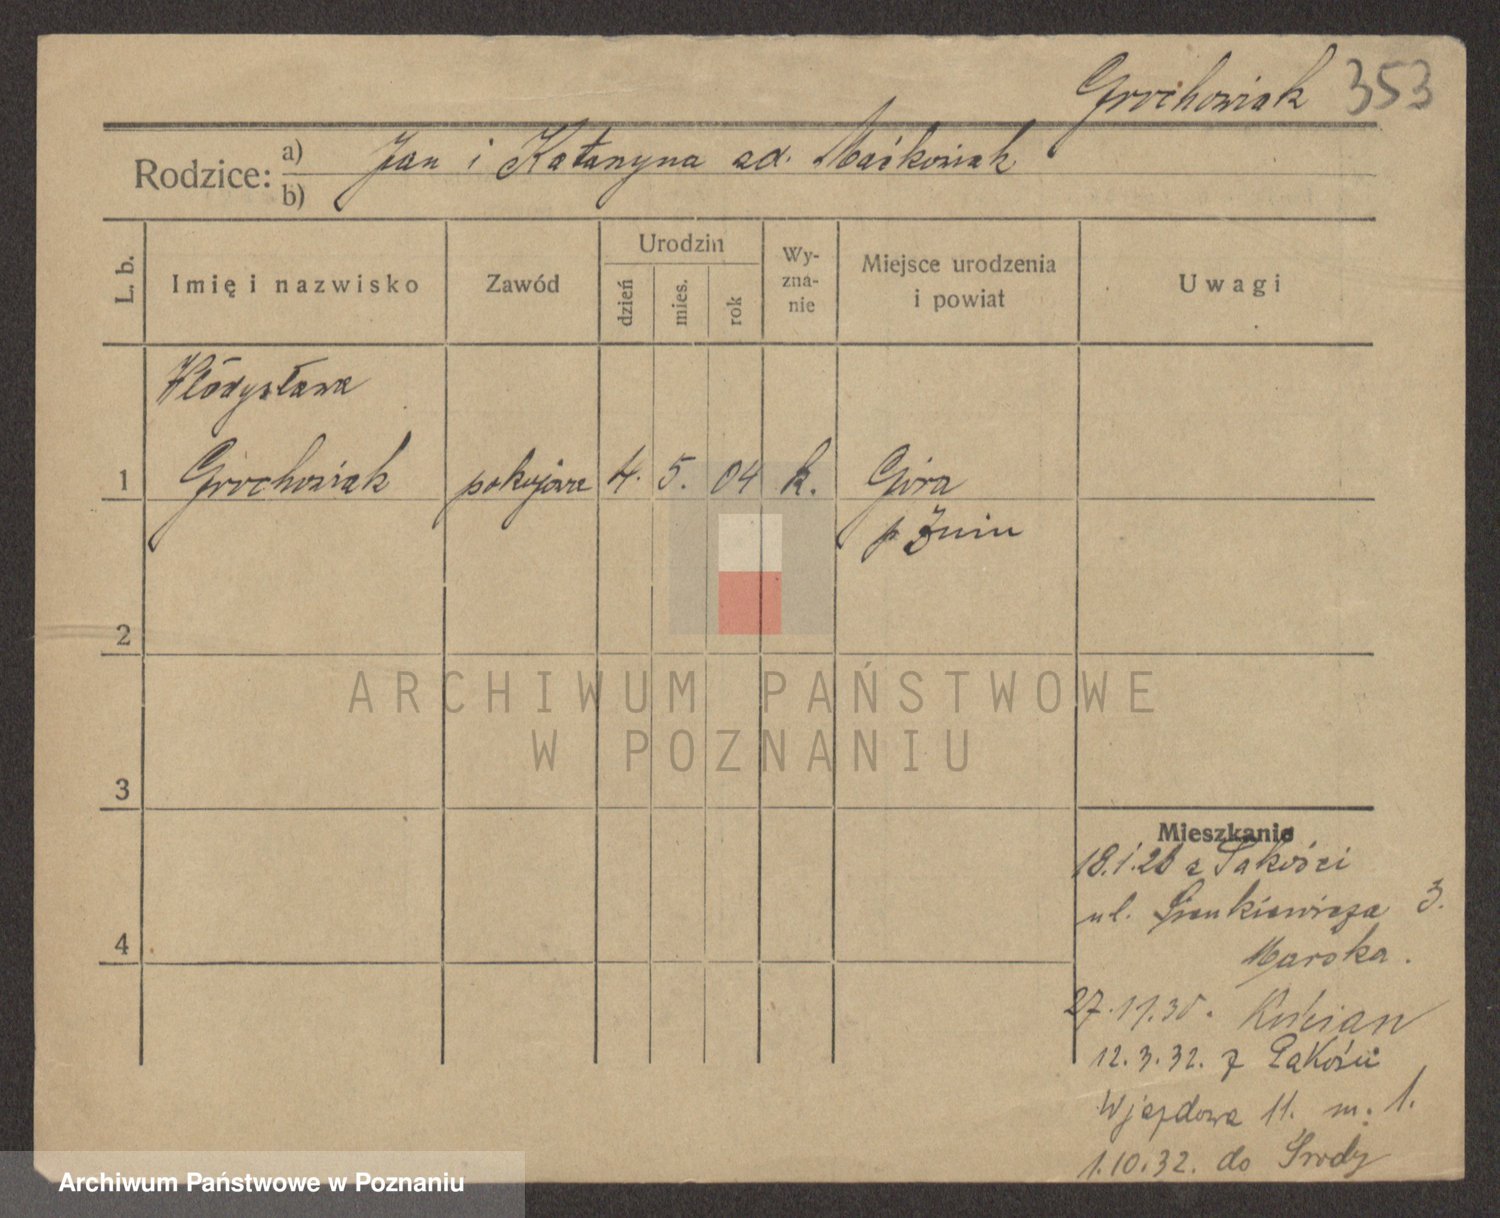 Grochowiak 353
Rodzice: a) b) Jan i Katarzyna zd. Maćkowiak
L. b.
Imię i nazwisko
Zawód
Urodzin
dzień
mies.
rok
Wy-
zna-
nie
Miejsce urodzenia
i powiat
Uwagi
Władysława
1 Grochowiak pokojowa 4. 5. 04 k. Góra
p Żnin
2
ARCHIWUM PAŃSTWOWE
W POZNANIU
3
Mieszkanie
18.1.26 z Pakości
ul. Sienkiewicza 3.
4
27.11.30.
12.3.32. z Pakości
Wjazdowa 11. m. 1.
1.10.32. do Środy
Archiwum Państwowe w Poznaniu